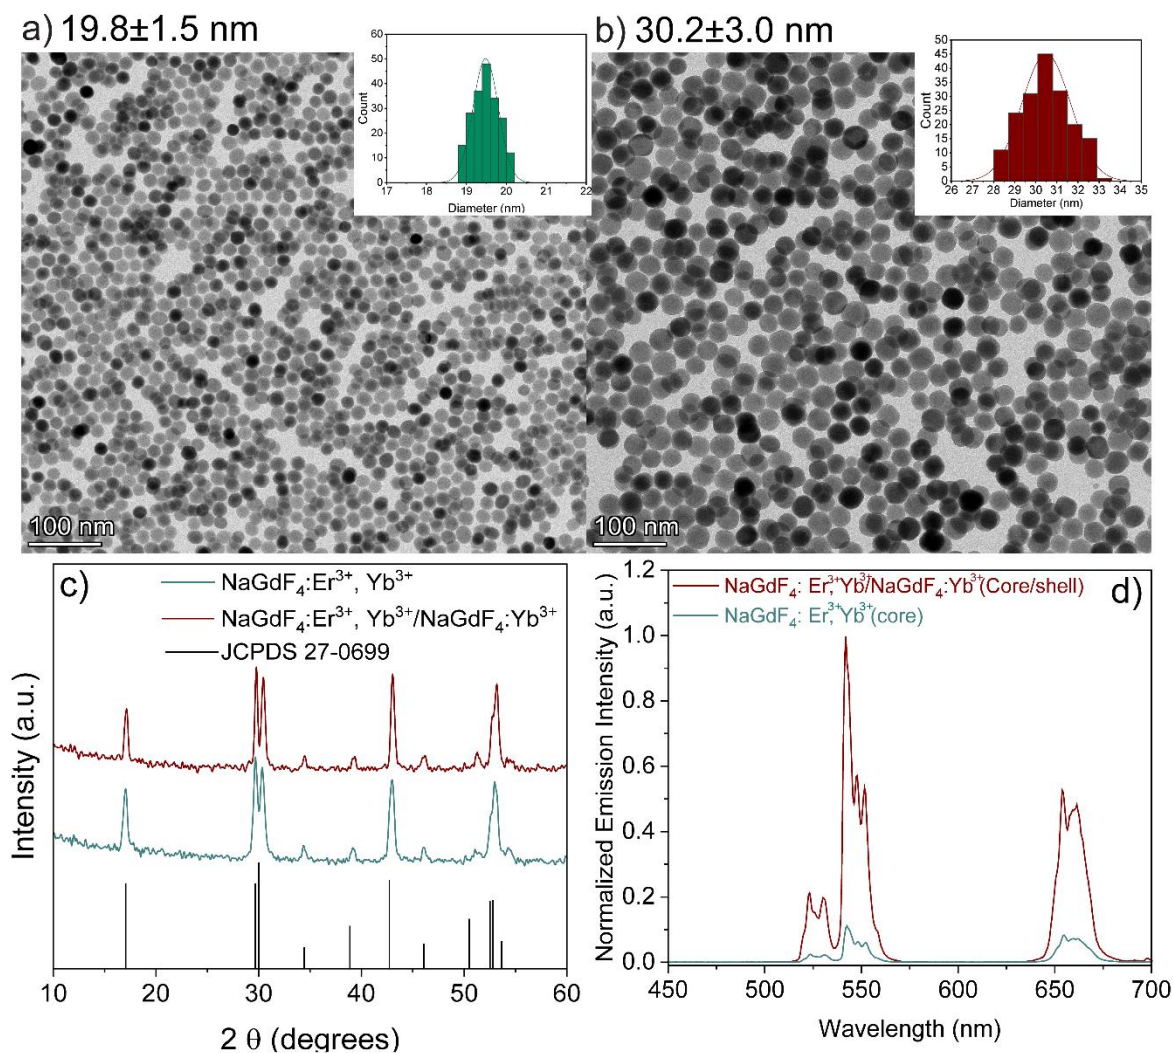 a) 19.8±1.5 nm
60
50
40
30
20
10
0
Count
17 18 19 20 21 22
Diameter (nm)
100 nm
b) 30.2±3.0 nm
50
45
40
35
30
25
20
15
10
5
0
Count
26 27 28 29 30 31 32 33 34 35
Diameter (nm)
100 nm
c)
NaGdF₄:Er³⁺, Yb³⁺
NaGdF₄:Er³⁺, Yb³⁺/NaGdF₄:Yb³⁺
JCPDS 27-0699
Intensity (a.u.)
10 20 30 40 50 60
2 θ (degrees)
d)
NaGdF₄: Er³⁺,Yb³⁺/NaGdF₄:Yb³⁺(Core/shell)
NaGdF₄: Er³⁺,Yb³⁺(core)
1.2
1.0
0.8
0.6
0.4
0.2
0.0
Normalized Emission Intensity (a.u.)
450 500 550 600 650 700
Wavelength (nm)